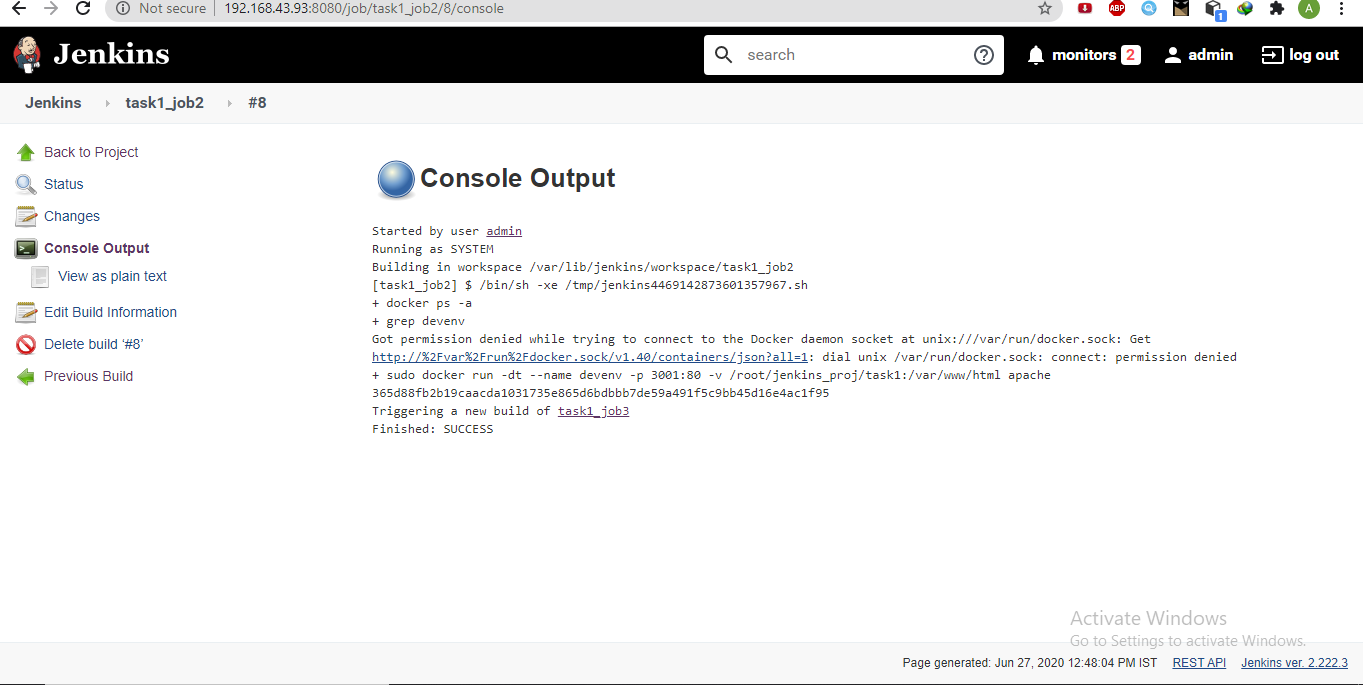 Not secure | 192.168.43.93:8080/job/task1_job2/8/console
ABP
1
A
Jenkins
search
monitors 2
admin
log out
Jenkins
task1_job2
#8
Back to Project
Status
Changes
Console Output
View as plain text
Edit Build Information
Delete build ‘#8’
Previous Build
Console Output
Started by user admin
Running as SYSTEM
Building in workspace /var/lib/jenkins/workspace/task1_job2
[task1_job2] $ /bin/sh -xe /tmp/jenkins4469142873601357967.sh
+ docker ps -a
+ grep devenv
Got permission denied while trying to connect to the Docker daemon socket at unix:///var/run/docker.sock: Get
http://%2Fvar%2Frun%2Fdocker.sock/v1.40/containers/json?all=1: dial unix /var/run/docker.sock: connect: permission denied
+ sudo docker run -dt --name devenv -p 3001:80 -v /root/jenkins_proj/task1:/var/www/html apache
365d88fb2b19caacda1031735e865d6bdbbb7de59a491f5c9bb45d16e4ac1f95
Triggering a new build of task1_job3
Finished: SUCCESS
Activate Windows
Go to Settings to activate Windows.
Page generated: Jun 27, 2020 12:48:04 PM IST
REST API
Jenkins ver. 2.222.3